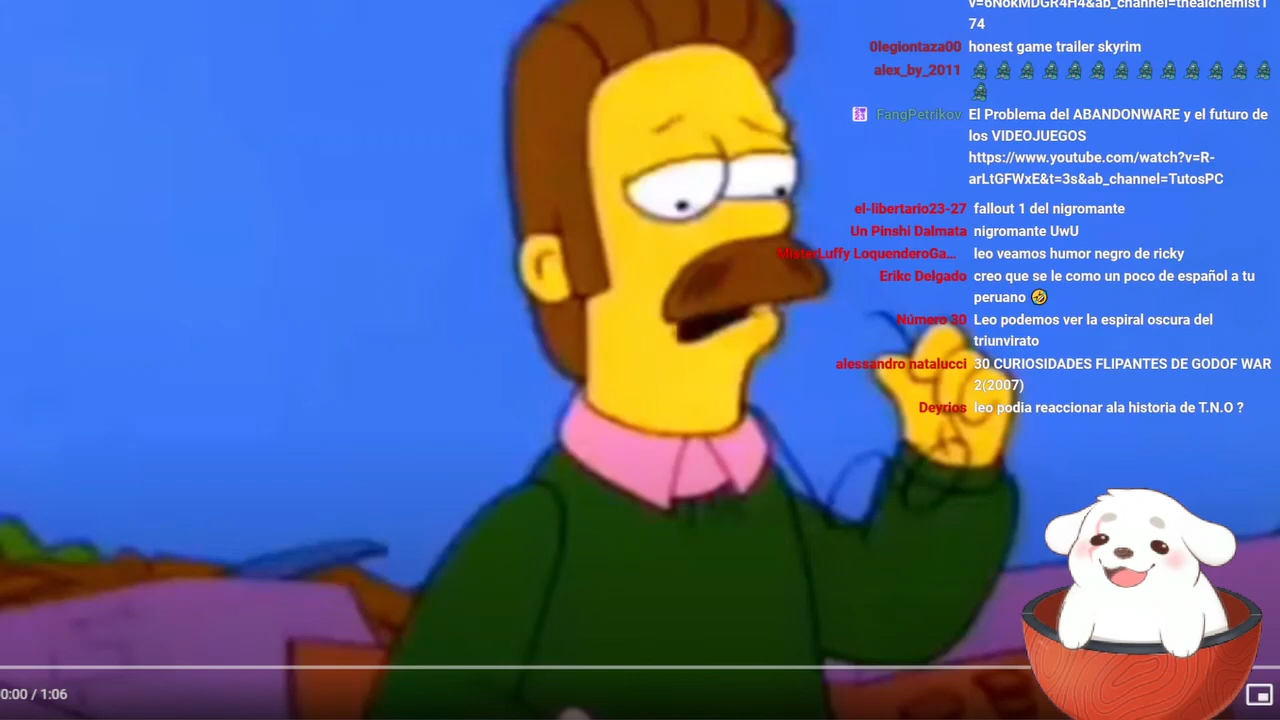 v=6NokMDGR4H4&ab_channel=thealchemist1
74
0legiontaza00 honest game trailer skyrim
alex_by_2011
FangPetrikov El Problema del ABANDONWARE y el futuro de
los VIDEOJUEGOS
https://www.youtube.com/watch?v=R-
arLtGFWxE&t=3s&ab_channel=TutosPC
el-libertario23-27 fallout 1 del nigromante
Un Pinshi Dalmata nigromante UwU
MisterLuffy LoquenderoGa... leo veamos humor negro de ricky
Erikc Delgado creo que se le como un poco de español a tu
peruano 🤣
Número 30 Leo podemos ver la espiral oscura del
triunvirato
alessandro natalucci 30 CURIOSIDADES FLIPANTES DE GODOF WAR
2(2007)
Deyrios leo podia reaccionar ala historia de T.N.O ?
0:00 / 1:06